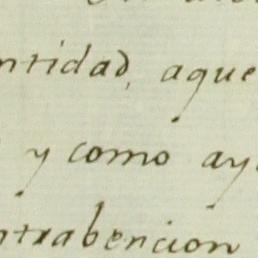 ntidad, aque
y como ay
ntrabencion